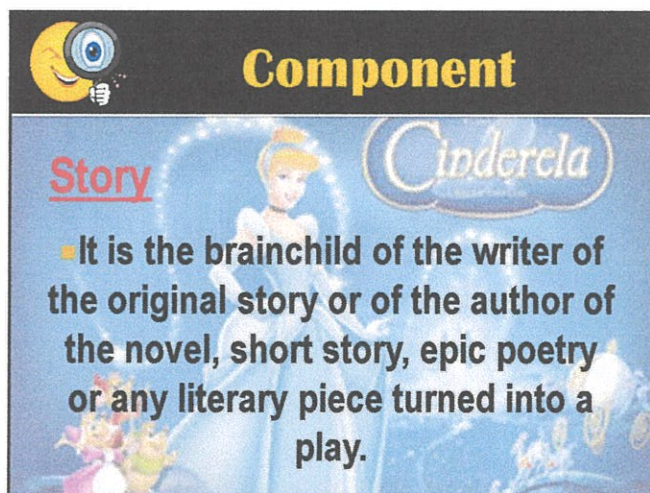 Component
Cinderela
Story
It is the brainchild of the writer of
the original story or of the author of
the novel, short story, epic poetry
or any literary piece turned into a
play.